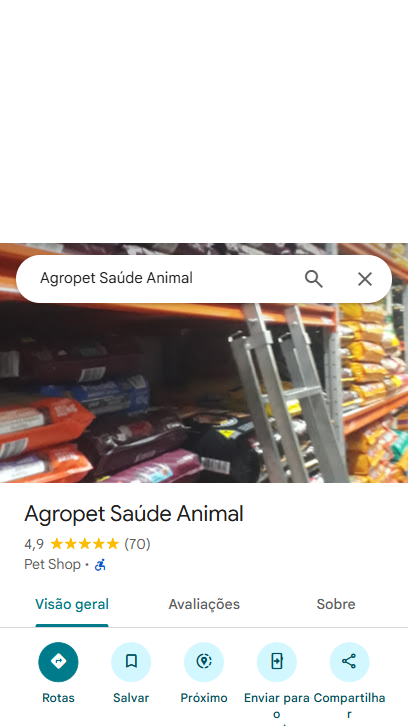 Agropet Saúde Animal
Agropet Saúde Animal
4,9 (70)
Pet Shop ·
Visão geral Avaliações Sobre
Rotas Salvar Próximo Enviar para o Compartilhar